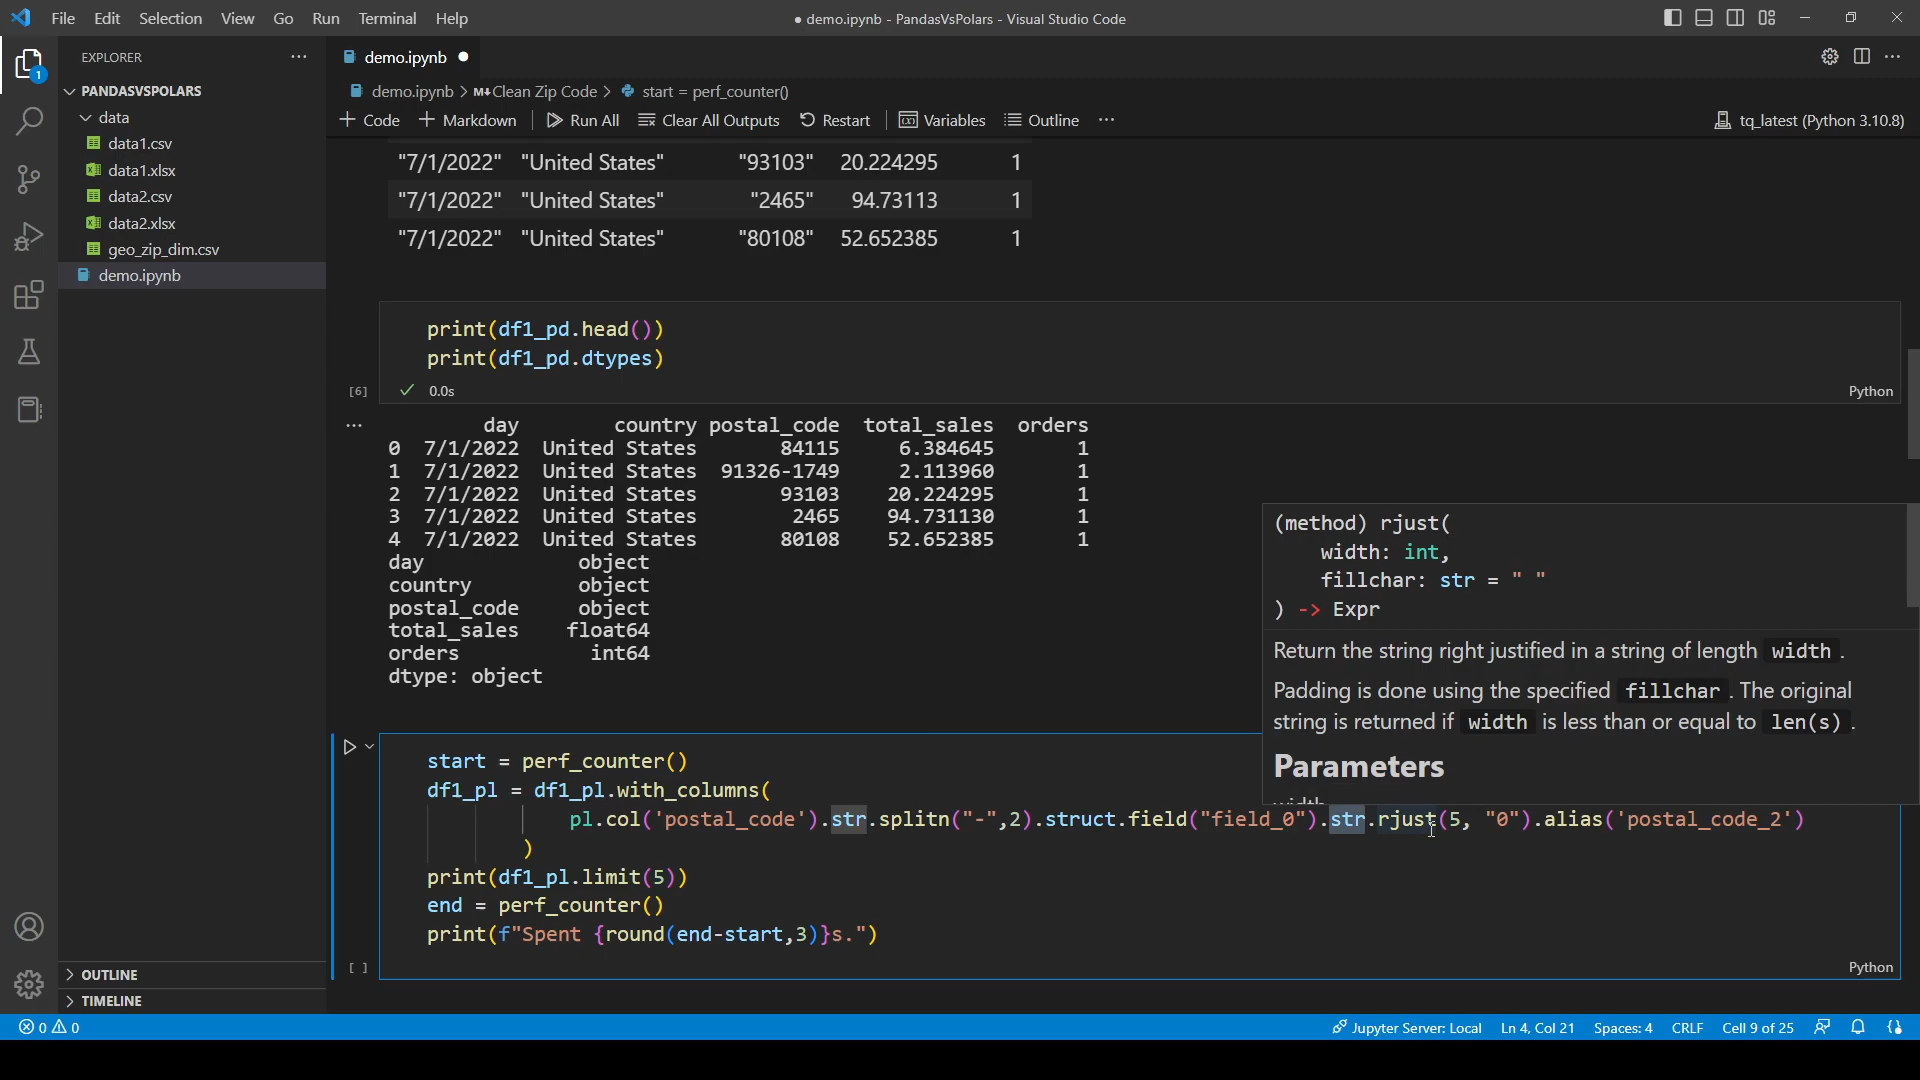 File Edit Selection View Go Run Terminal Help
● demo.ipynb - PandasVsPolars - Visual Studio Code
EXPLORER
PANDASVSPOLARS
data
data1.csv
data1.xlsx
data2.csv
data2.xlsx
geo_zip_dim.csv
demo.ipynb
OUTLINE
TIMELINE
1
demo.ipynb
demo.ipynb > M↓Clean Zip Code > start = perf_counter()
+ Code + Markdown Run All Clear All Outputs Restart Variables Outline ···
tq_latest (Python 3.10.8)
"7/1/2022" "United States" "93103" 20.224295 1
"7/1/2022" "United States" "2465" 94.73113 1
"7/1/2022" "United States" "80108" 52.652385 1
print(df1_pd.head())
print(df1_pd.dtypes)
[6] ✓ 0.0s Python
day country postal_code total_sales orders
0 7/1/2022 United States 84115 6.384645 1
1 7/1/2022 United States 91326-1749 2.113960 1
2 7/1/2022 United States 93103 20.224295 1
3 7/1/2022 United States 2465 94.731130 1
4 7/1/2022 United States 80108 52.652385 1
day object
country object
postal_code object
total_sales float64
orders int64
dtype: object
(method) rjust(
width: int,
fillchar: str = " "
) -> Expr
Return the string right justified in a string of length width .
Padding is done using the specified fillchar . The original
string is returned if width is less than or equal to len(s) .
Parameters
start = perf_counter()
df1_pl = df1_pl.with_columns(
pl.col('postal_code').str.splitn("-",2).struct.field("field_0").str.rjust(5, "0").alias('postal_code_2')
)
print(df1_pl.limit(5))
end = perf_counter()
print(f"Spent {round(end-start,3)}s.")
[ ] Python
0 0 Jupyter Server: Local Ln 4, Col 21 Spaces: 4 CRLF Cell 9 of 25